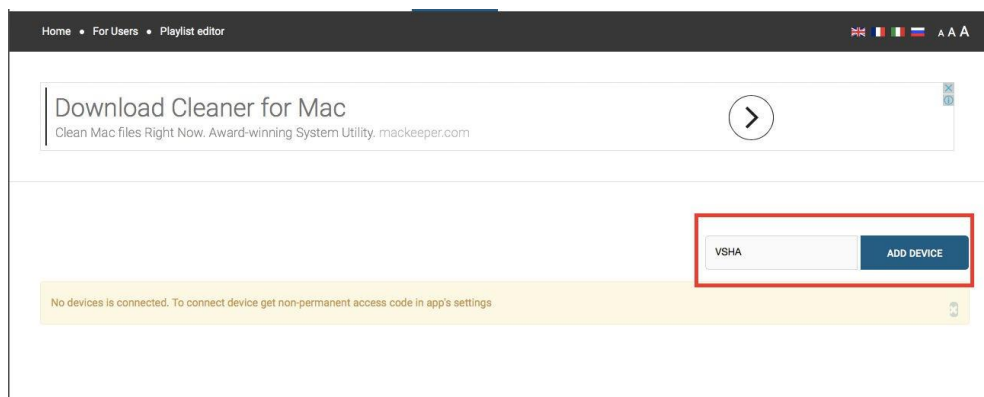 Home • For Users • Playlist editor
A A A
Download Cleaner for Mac
Clean Mac files Right Now. Award-winning System Utility. mackeeper.com
VSHA
ADD DEVICE
No devices is connected. To connect device get non-permanent access code in app's settings